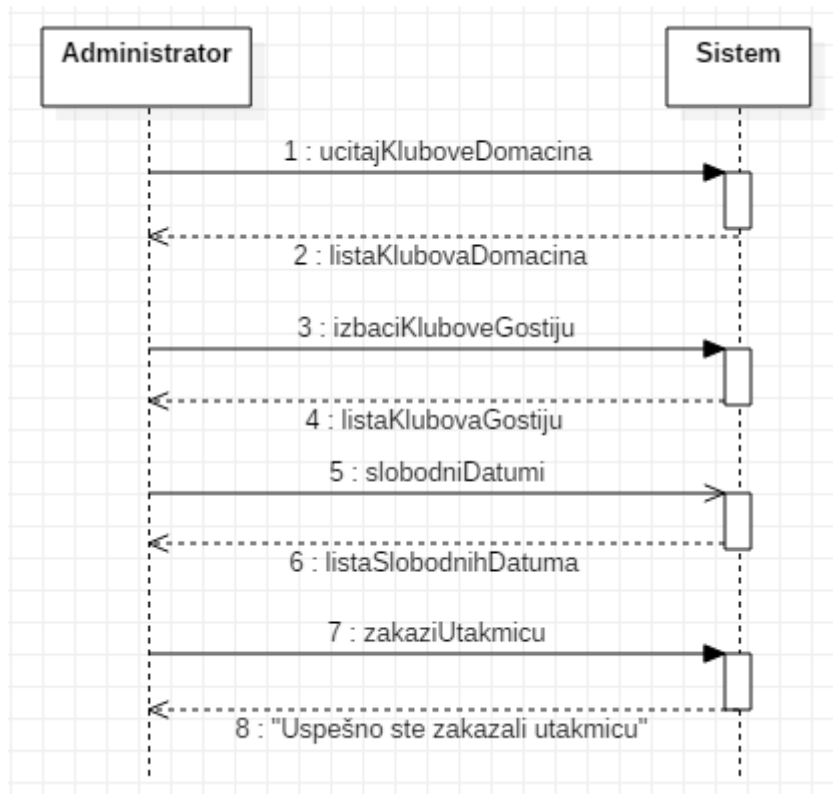 Administrator
Sistem
1 : ucitajKluboveDomacina
2 : listaKlubovaDomacina
3 : izbaciKluboveGostiju
4 : listaKlubovaGostiju
5 : slobodniDatumi
6 : listaSlobodnihDatuma
7 : zakaziUtakmicu
8 : "Uspešno ste zakazali utakmicu"